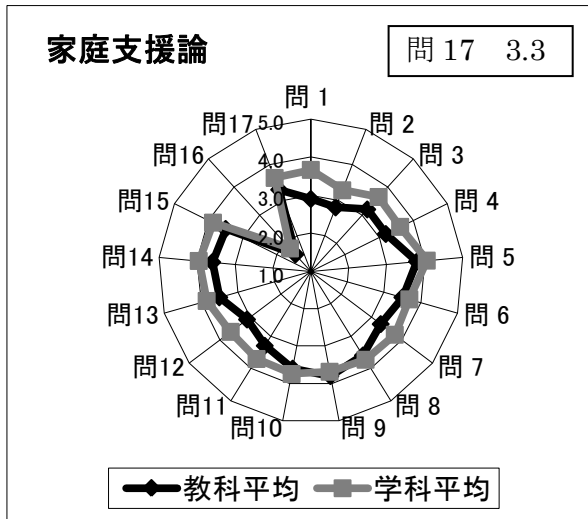 家庭支援論
問 17 3.3
問 1
問 2
問 3
問 4
問 5
問 6
問 7
問 8
問 9
問10
問11
問12
問13
問14
問15
問16
問17
5.0
4.0
3.0
2.0
1.0
教科平均
学科平均